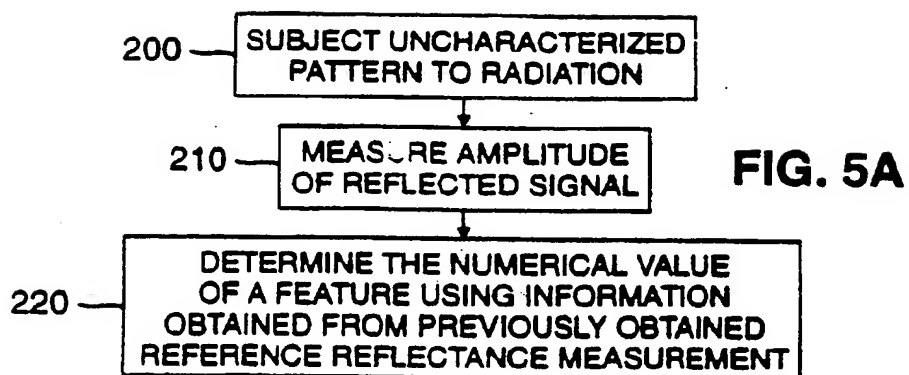 200
SUBJECT UNCHARACTERIZED
PATTERN TO RADIATION
210
MEASURE AMPLITUDE
OF REFLECTED SIGNAL
FIG. 5A
220
DETERMINE THE NUMERICAL VALUE
OF A FEATURE USING INFORMATION
OBTAINED FROM PREVIOUSLY OBTAINED
REFERENCE REFLECTANCE MEASUREMENT